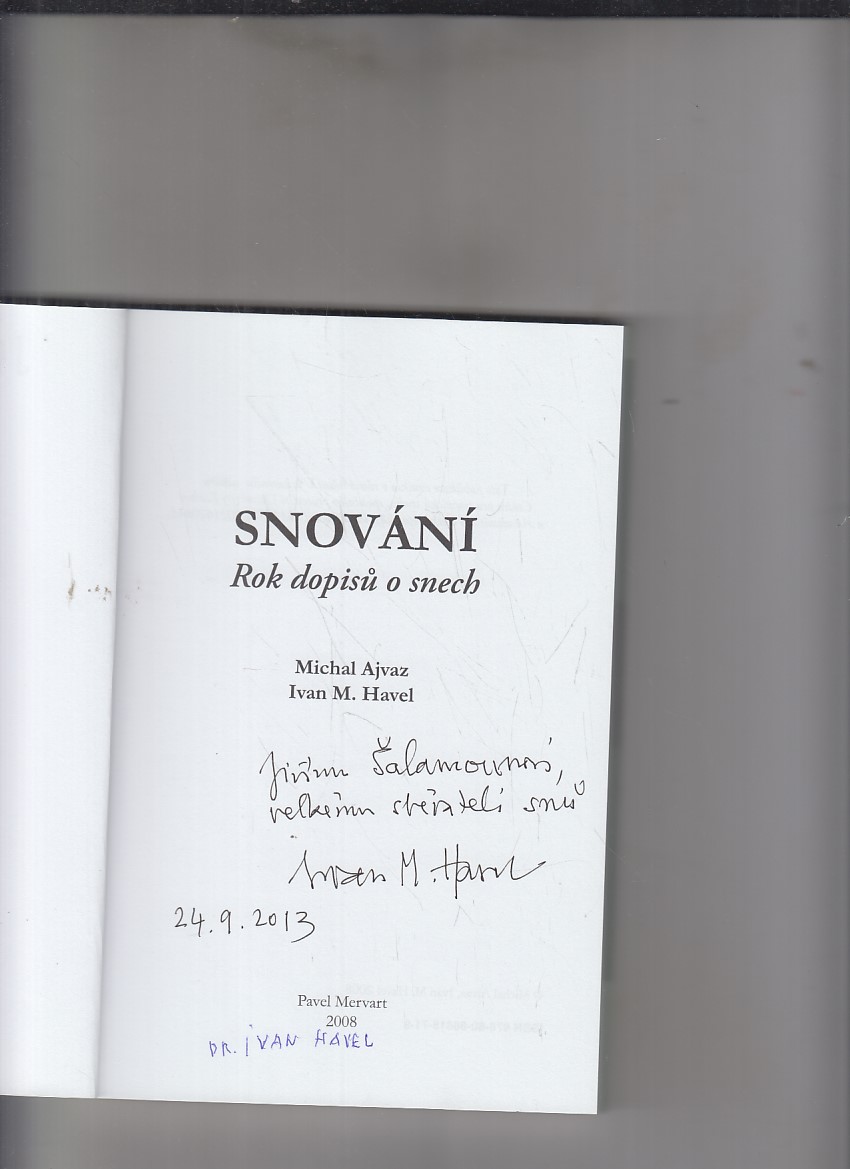 SNOVÁNÍ
Rok dopisů o snech
Michal Ajvaz
Ivan M. Havel
Jiřímu Šalamounovi,
velkému sběrateli snů
Ivan M. Havel
24.9.2013
Pavel Mervart
2008
DR. IVAN HAVEL